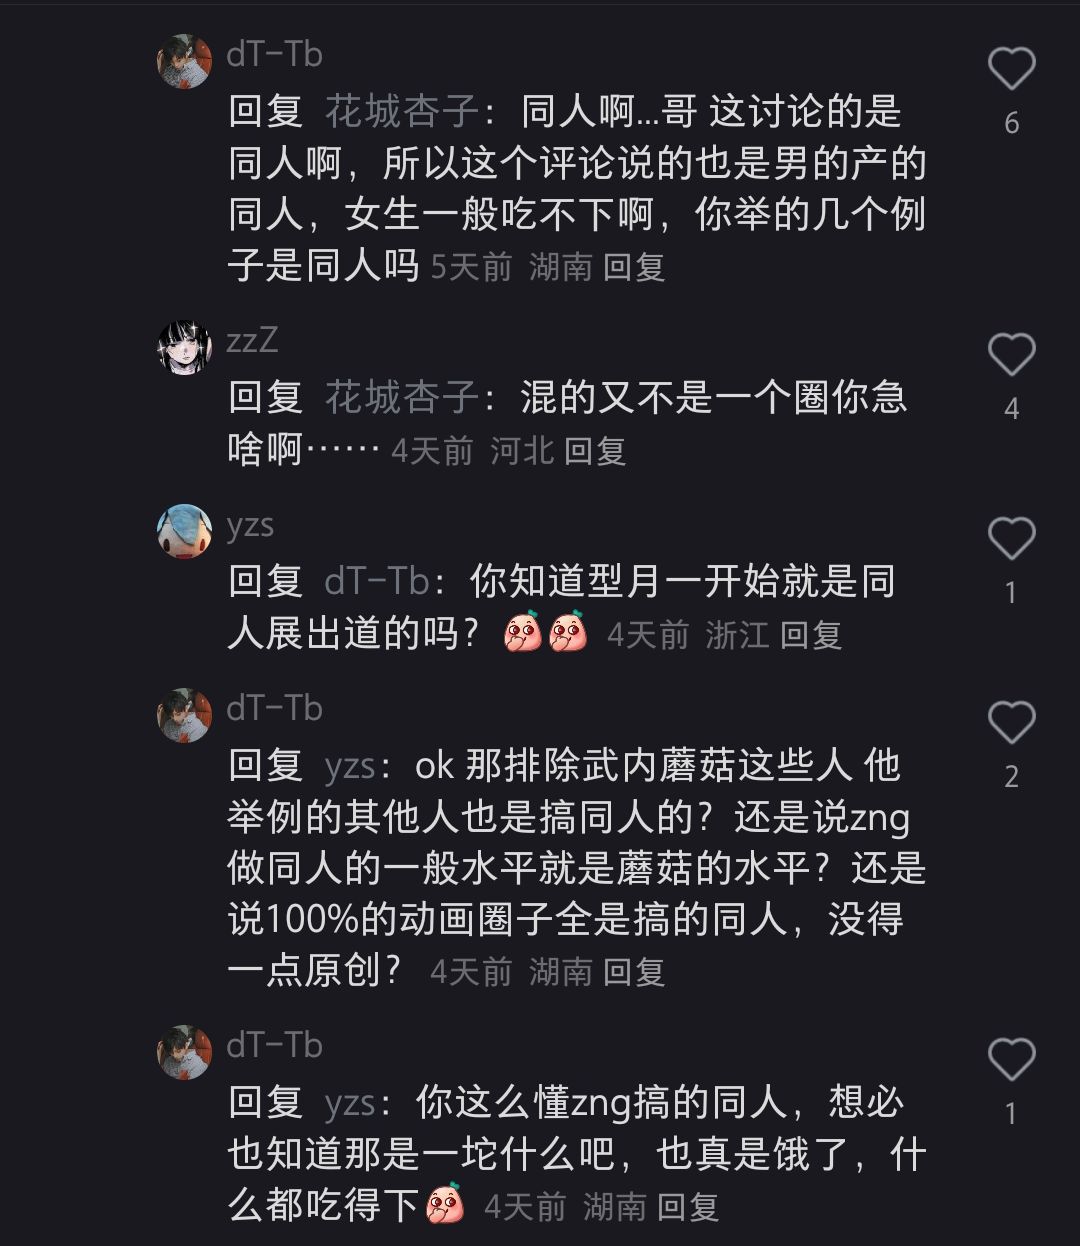 dT-Tb
回复 花城杏子：同人啊...哥 这讨论的是
6
同人啊，所以这个评论说的也是男的产的
同人，女生一般吃不下啊，你举的几个例
子是同人吗 5天前 湖南 回复
zzZ
回复 花城杏子：混的又不是一个圈你急
4
啥啊…… 4天前 河北 回复
yzs
回复 dT-Tb：你知道型月一开始就是同
1
人展出道的吗？ 4天前 浙江 回复
dT-Tb
回复 yzs：ok 那排除武内蘑菇这些人 他
2
举例的其他人也是搞同人的？还是说zng
做同人的一般水平就是蘑菇的水平？还是
说100%的动画圈子全是搞的同人，没得
一点原创？ 4天前 湖南 回复
dT-Tb
回复 yzs：你这么懂zng搞的同人，想必
1
也知道那是一坨什么吧，也真是饿了，什
么都吃得下 4天前 湖南 回复